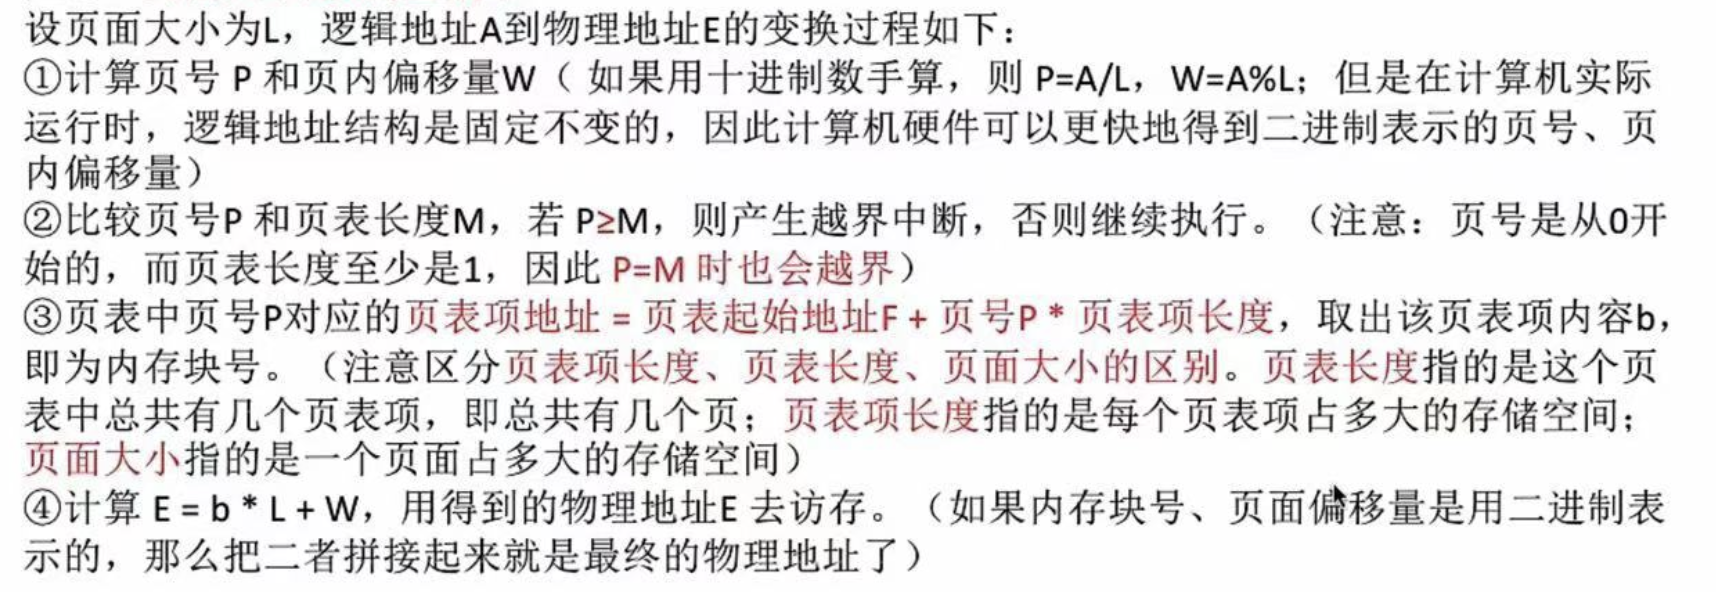 设页面大小为L，逻辑地址A到物理地址E的变换过程如下：
①计算页号 P 和页内偏移量W（ 如果用十进制数手算，则 P=A/L，W=A%L；但是在计算机实际
运行时，逻辑地址结构是固定不变的，因此计算机硬件可以更快地得到二进制表示的页号、页
内偏移量）
②比较页号P 和页表长度M，若 P≥M，则产生越界中断，否则继续执行。（注意：页号是从0开
始的，而页表长度至少是1，因此 P=M 时也会越界）
③页表中页号P对应的页表项地址 = 页表起始地址F + 页号P * 页表项长度，取出该页表项内容b，
即为内存块号。（注意区分页表项长度、页表长度、页面大小的区别。页表长度指的是这个页
表中总共有几个页表项，即总共有几个页；页表项长度指的是每个页表项占多大的存储空间；
页面大小指的是一个页面占多大的存储空间）
④计算 E = b * L + W，用得到的物理地址E 去访存。（如果内存块号、页面偏移量是用二进制表
示的，那么把二者拼接起来就是最终的物理地址了）